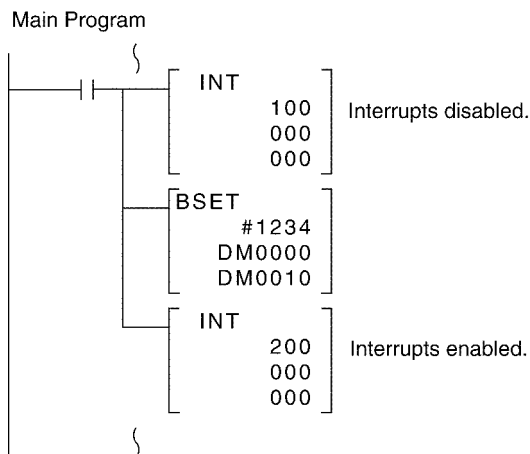 Main Program
INT
100
000
000
Interrupts disabled.
BSET
#1234
DM0000
DM0010
INT
200
000
000
Interrupts enabled.